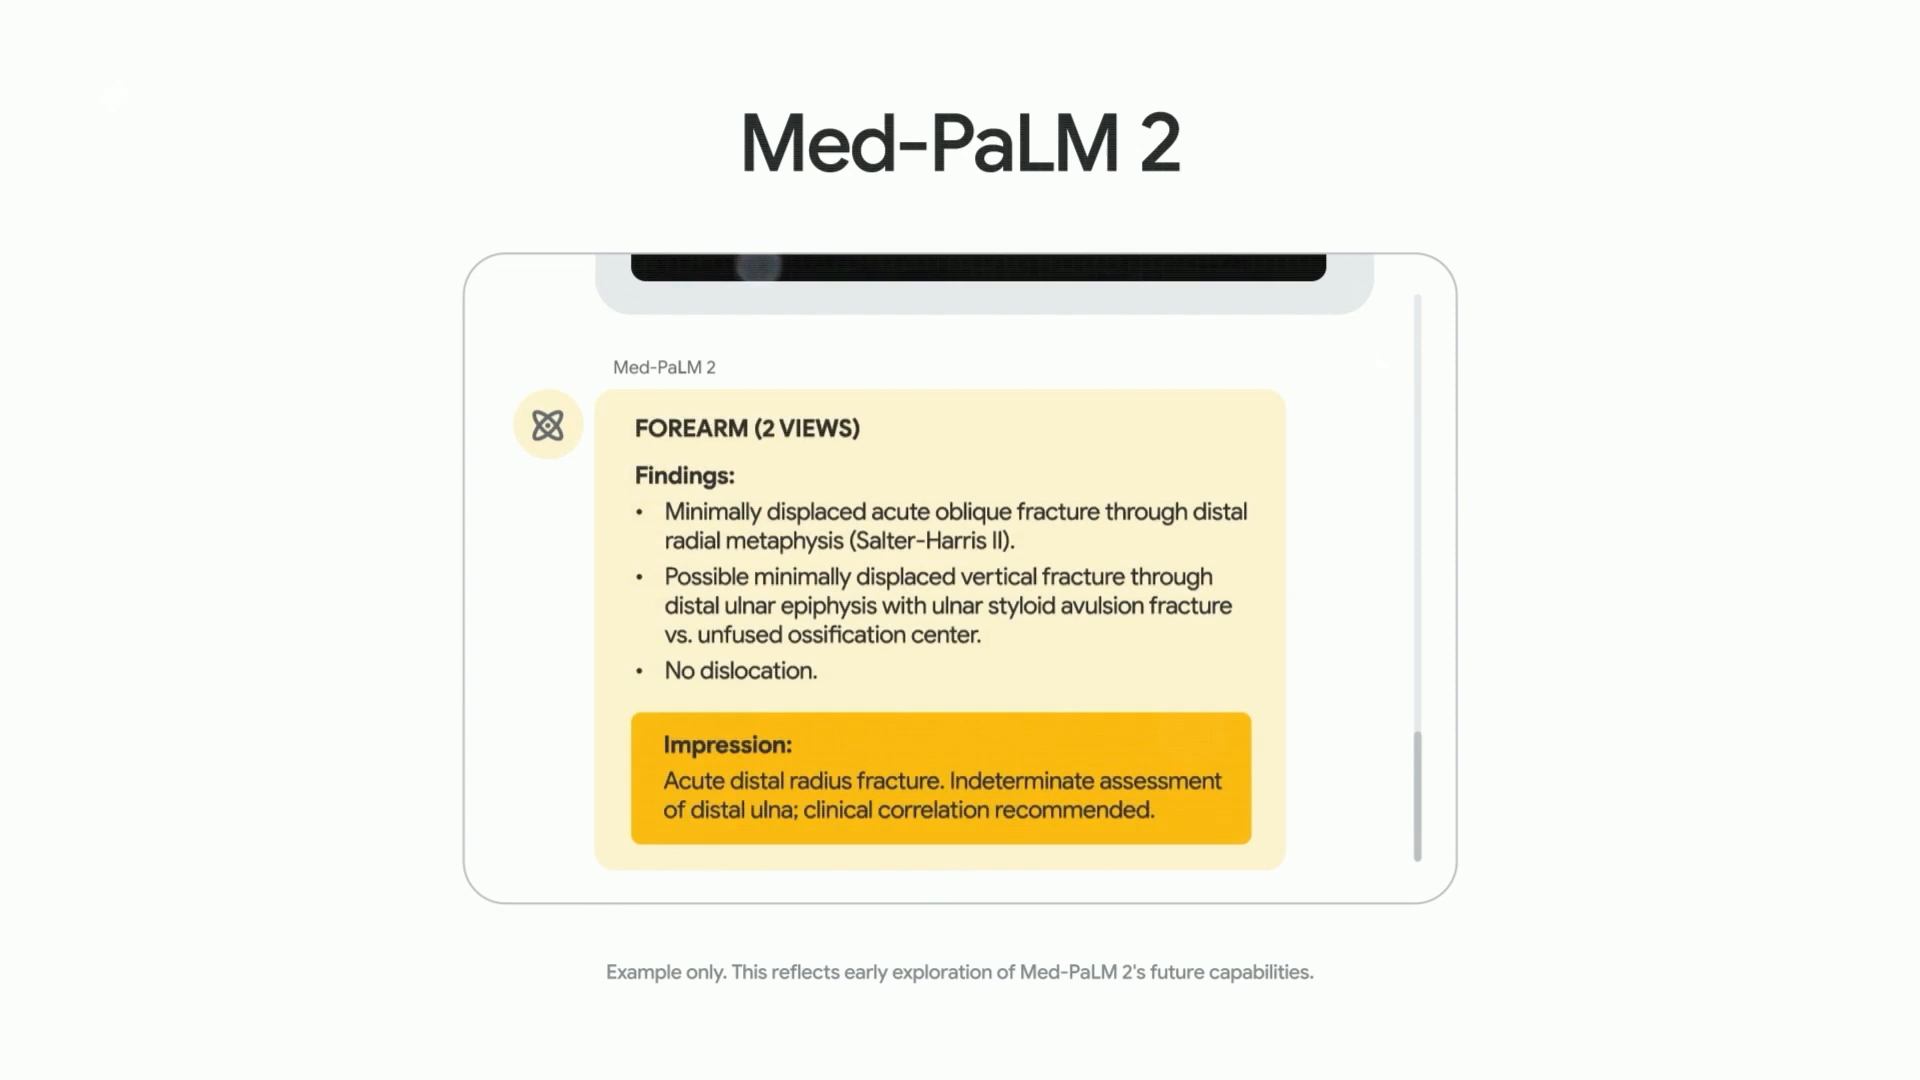 Med-PaLM 2
Med-PaLM 2
FOREARM (2 VIEWS)
Findings:
• Minimally displaced acute oblique fracture through distal
radial metaphysis (Salter-Harris II).
• Possible minimally displaced vertical fracture through
distal ulnar epiphysis with ulnar styloid avulsion fracture
vs. unfused ossification center.
• No dislocation.
Impression:
Acute distal radius fracture. Indeterminate assessment
of distal ulna; clinical correlation recommended.
Example only. This reflects early exploration of Med-PaLM 2's future capabilities.